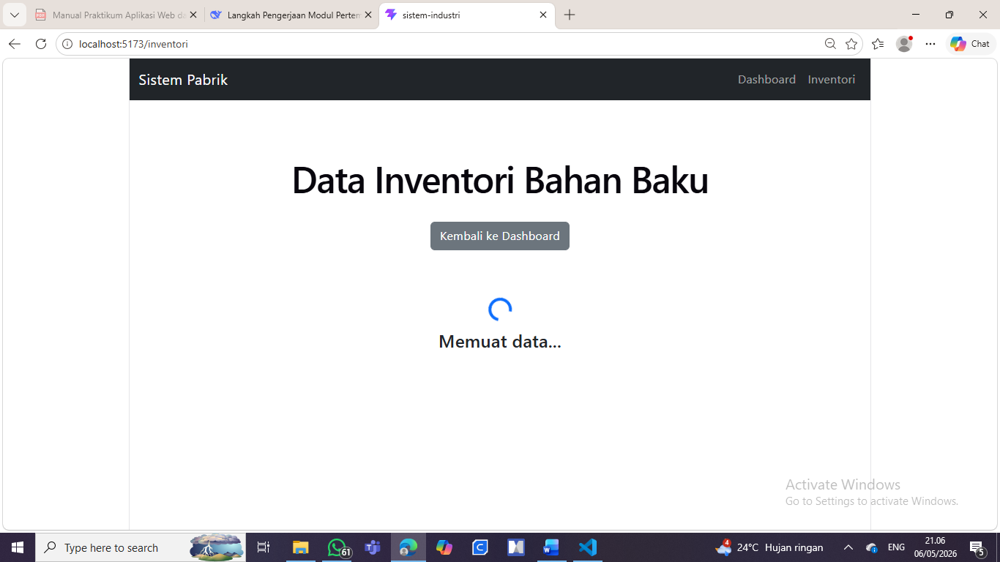 Manual Praktikum Aplikasi Web da
Langkah Pengerjaan Modul Pertem
sistem-industri
localhost:5173/inventori
Chat
Sistem Pabrik
Dashboard
Inventori
Data Inventori Bahan Baku
Kembali ke Dashboard
Memuat data...
Activate Windows
Go to Settings to activate Windows.
Type here to search
61
4
24°C Hujan ringan
ENG
21.06
06/05/2026
5